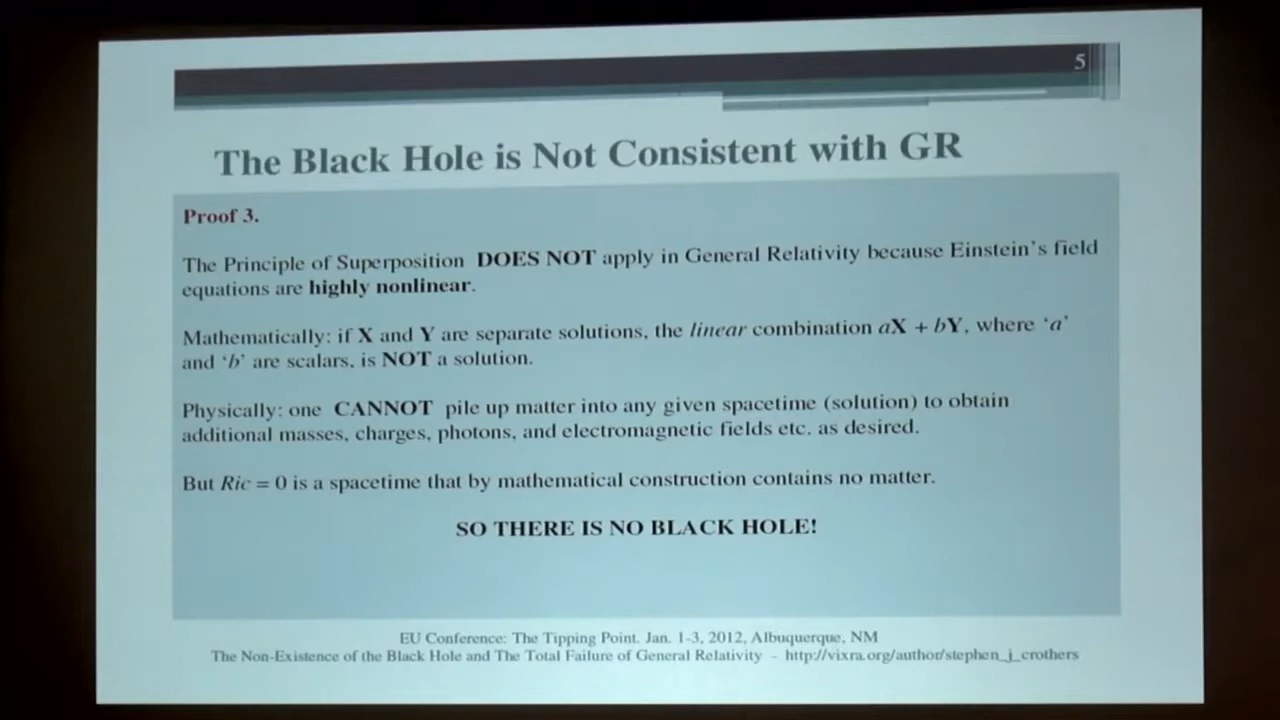 5
The Black Hole is Not Consistent with GR
Proof 3.
The Principle of Superposition DOES NOT apply in General Relativity because Einstein's field
equations are highly nonlinear.
Mathematically: if X and Y are separate solutions, the linear combination aX + bY, where 'a'
and 'b' are scalars, is NOT a solution.
Physically: one CANNOT pile up matter into any given spacetime (solution) to obtain
additional masses, charges, photons, and electromagnetic fields etc. as desired.
But Ric = 0 is a spacetime that by mathematical construction contains no matter.
SO THERE IS NO BLACK HOLE!
EU Conference: The Tipping Point. Jan. 1-3, 2012, Albuquerque, NM
The Non-Existence of the Black Hole and The Total Failure of General Relativity – http://vixra.org/author/stephen_j_crothers